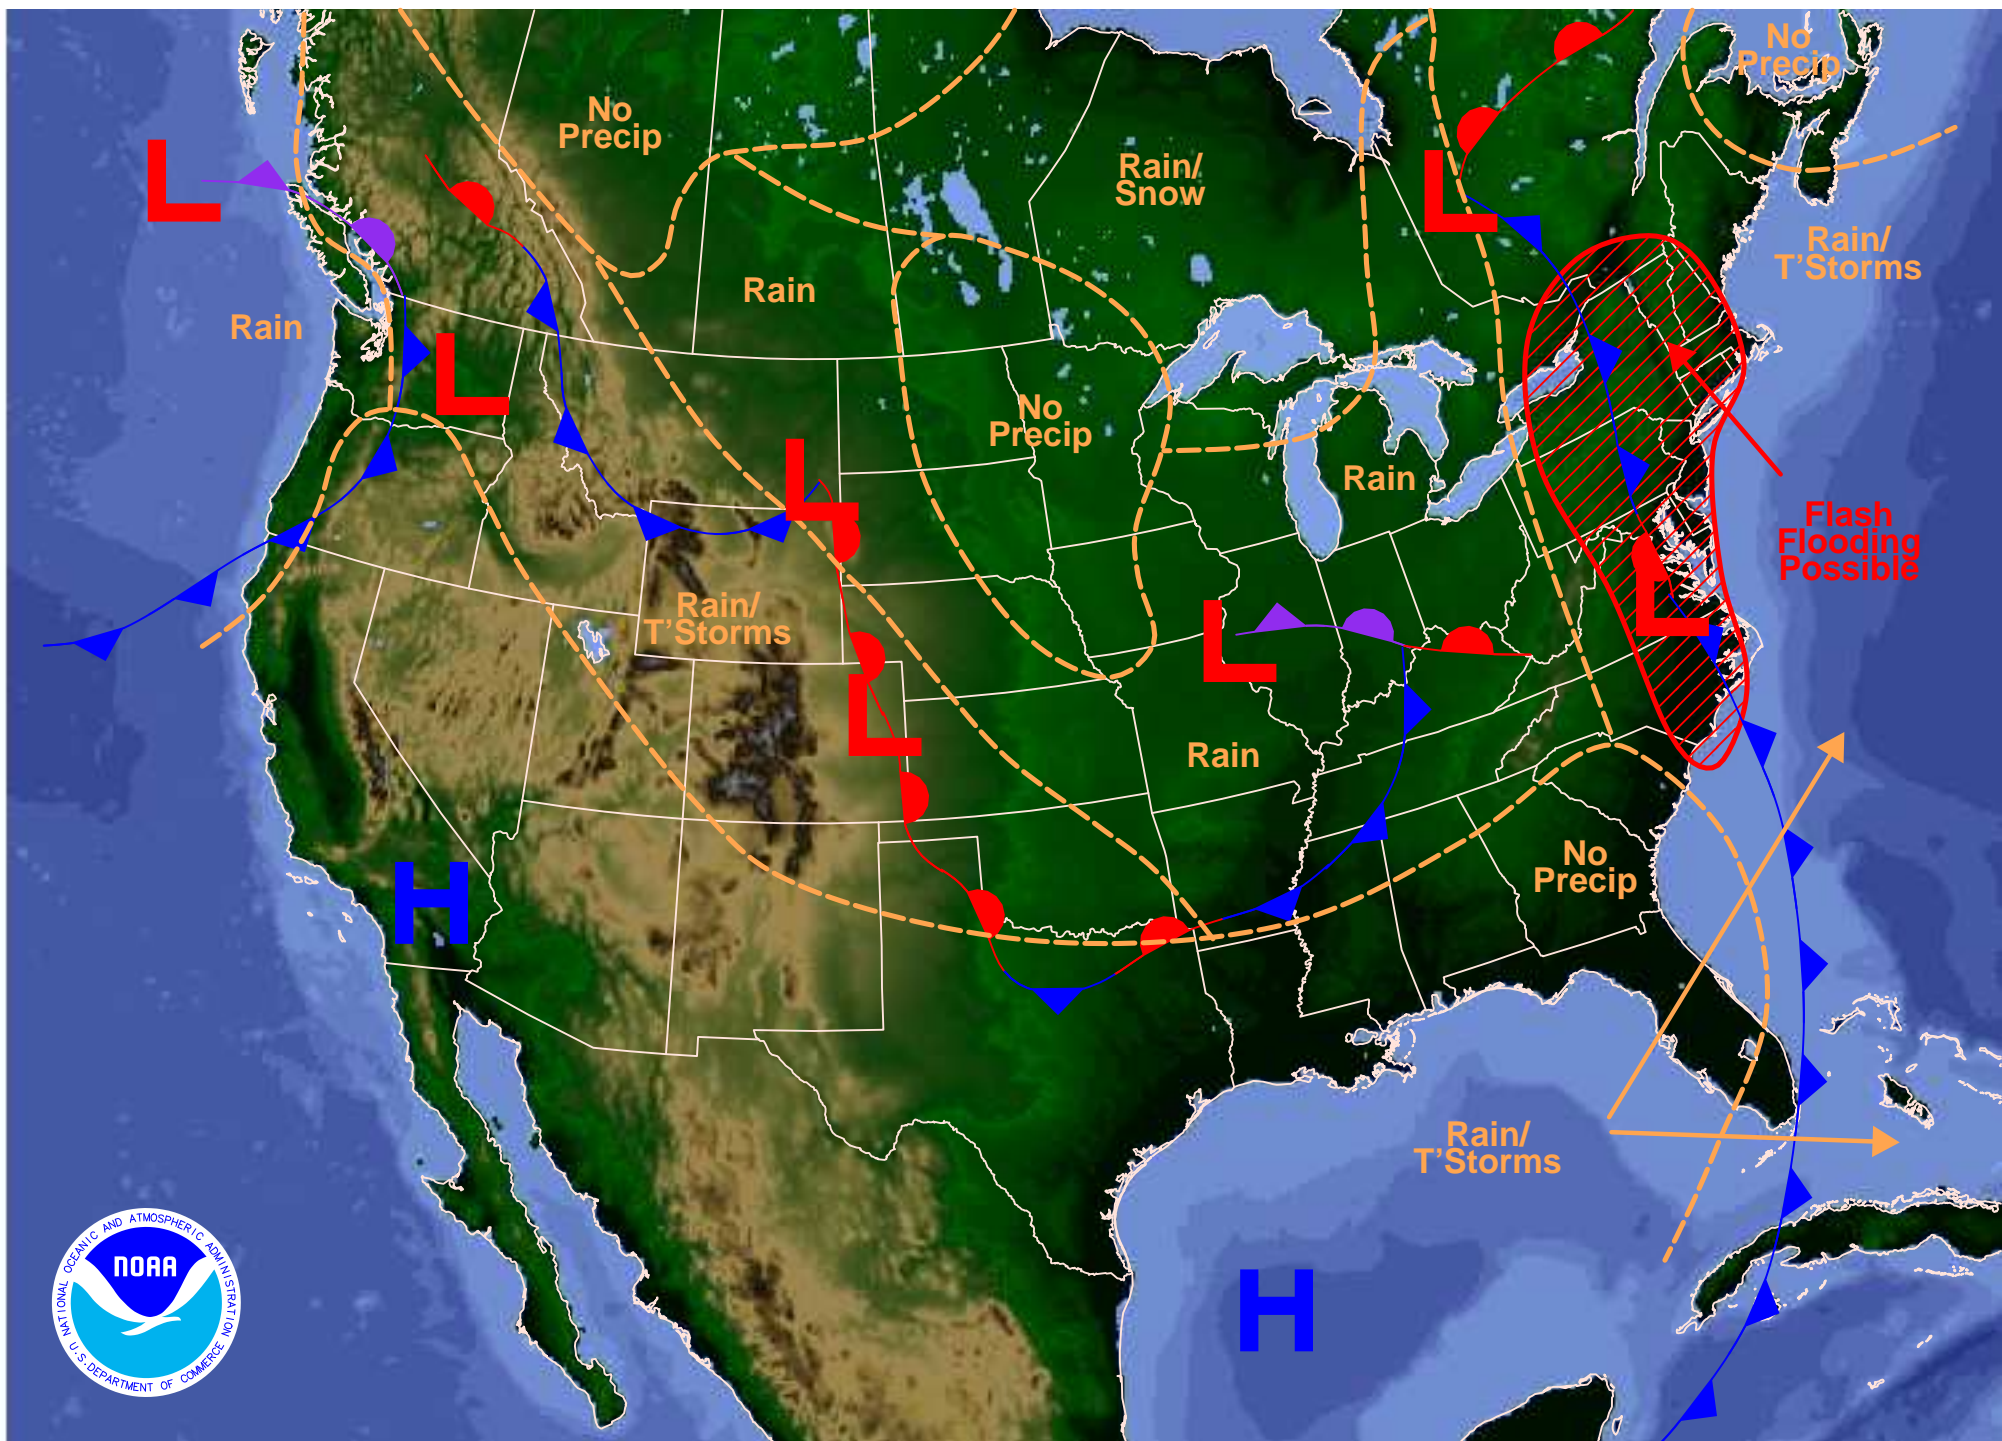 No
Precip
No
Precip
L
Rain/
Snow
L
Rain/
T'Storms
Rain
Rain
L
No
Precip
L
Rain
Flash
Flooding
Possible
Rain/
T'Storms
L
L
L
Rain
No
Precip
H
Rain/
T'Storms
H
NATIONAL OCEANIC AND ATMOSPHERIC ADMINISTRATION
NOAA
U.S. DEPARTMENT OF COMMERCE